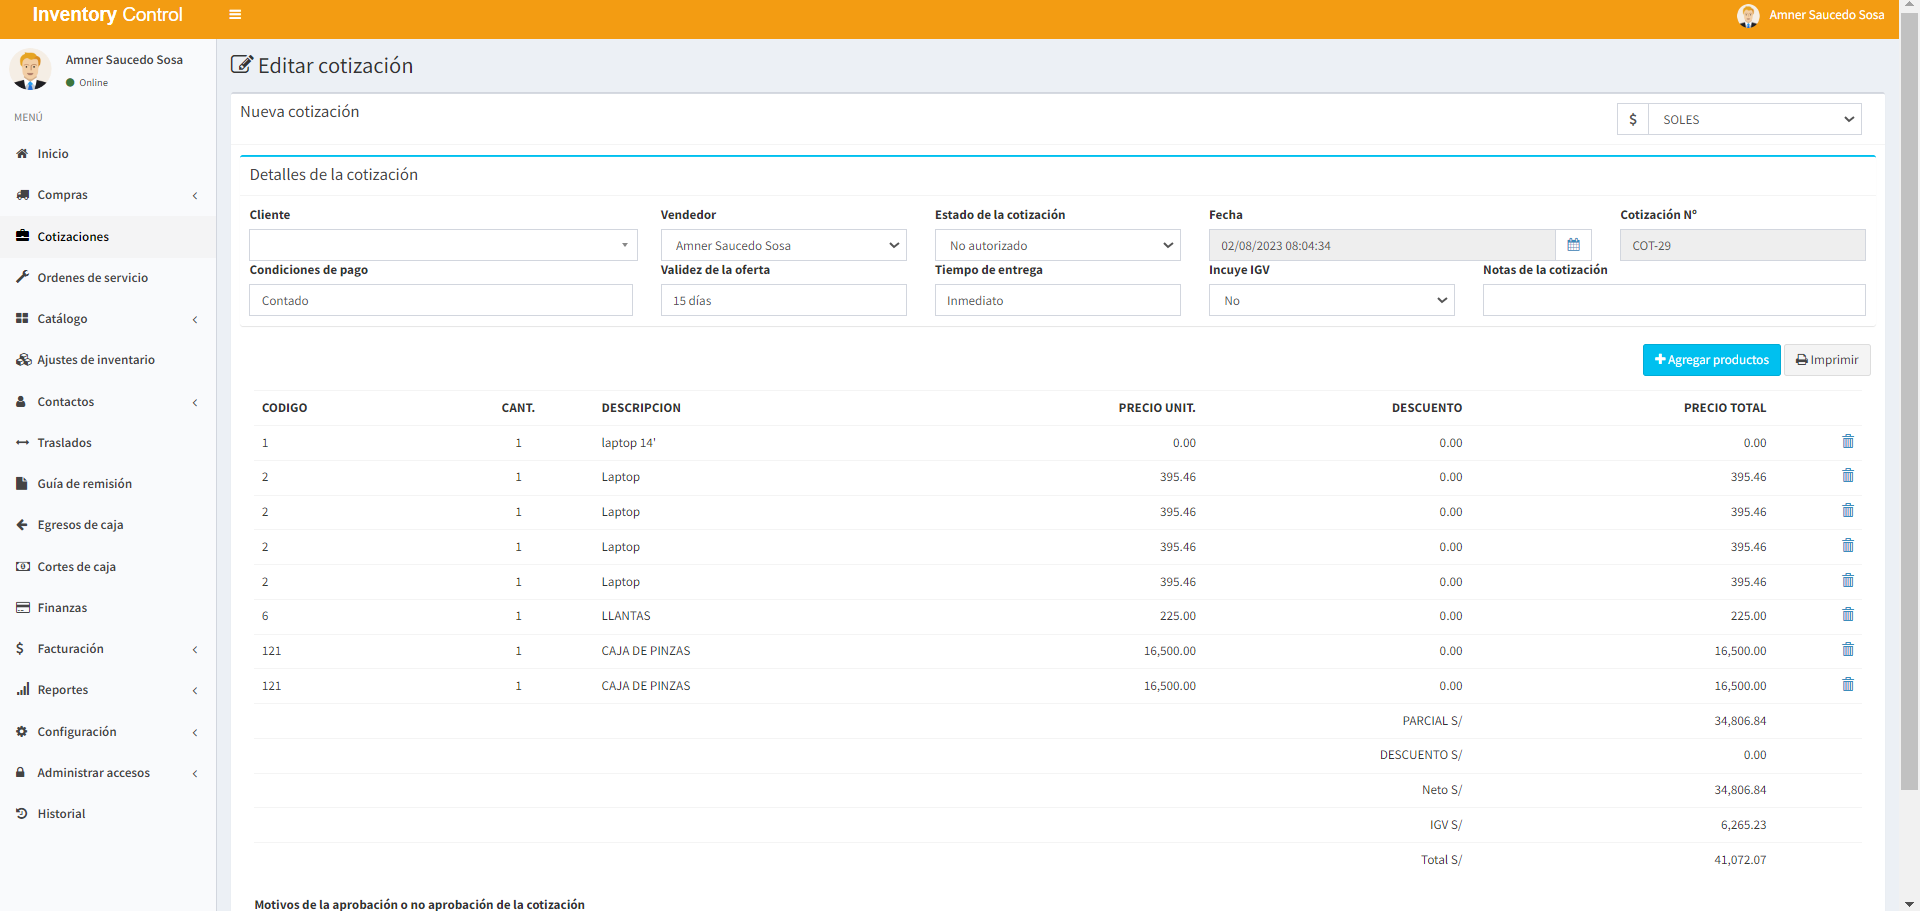 Inventory Control
Amner Saucedo Sosa
Amner Saucedo Sosa
Online
MENÚ
Inicio
Compras
Cotizaciones
Ordenes de servicio
Catálogo
Ajustes de inventario
Contactos
Traslados
Guía de remisión
Egresos de caja
Cortes de caja
Finanzas
Facturación
Reportes
Configuración
Administrar accesos
Historial
Editar cotización
Nueva cotización
$ SOLES
Detalles de la cotización
Cliente Vendedor Estado de la cotización Fecha Cotización Nº
Amner Saucedo Sosa No autorizado 02/08/2023 08:04:34 COT-29
Condiciones de pago Validez de la oferta Tiempo de entrega Incuye IGV Notas de la cotización
Contado 15 días Inmediato No
Agregar productos Imprimir
CODIGO CANT. DESCRIPCION PRECIO UNIT. DESCUENTO PRECIO TOTAL
1 1 laptop 14' 0.00 0.00 0.00
2 1 Laptop 395.46 0.00 395.46
2 1 Laptop 395.46 0.00 395.46
2 1 Laptop 395.46 0.00 395.46
2 1 Laptop 395.46 0.00 395.46
6 1 LLANTAS 225.00 0.00 225.00
121 1 CAJA DE PINZAS 16,500.00 0.00 16,500.00
121 1 CAJA DE PINZAS 16,500.00 0.00 16,500.00
PARCIAL S/ 34,806.84
DESCUENTO S/ 0.00
Neto S/ 34,806.84
IGV S/ 6,265.23
Total S/ 41,072.07
Motivos de la aprobación o no aprobación de la cotización